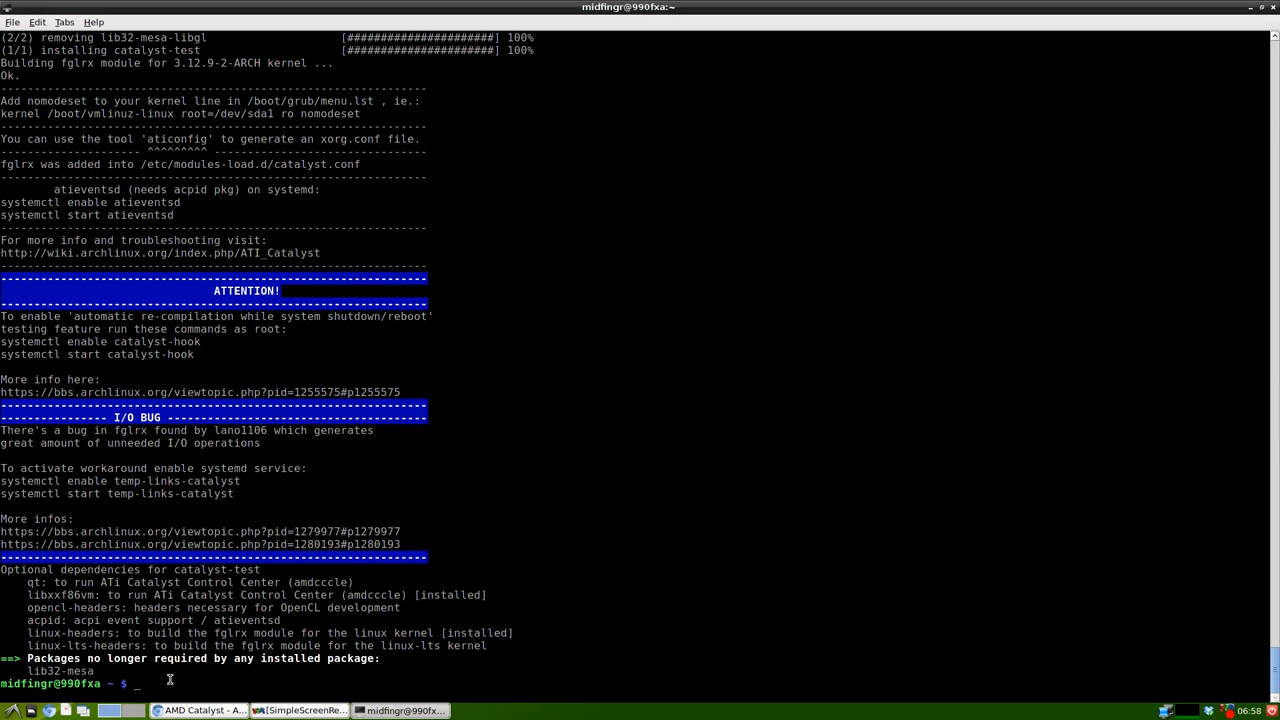 midfingr@990fxa:~
File Edit Tabs Help
(2/2) removing lib32-mesa-libgl [######################] 100%
(1/1) installing catalyst-test [######################] 100%
Building fglrx module for 3.12.9-2-ARCH kernel ...
Ok.
----------------------------------------------------------------
Add nomodeset to your kernel line in /boot/grub/menu.lst , ie.:
kernel /boot/vmlinuz-linux root=/dev/sda1 ro nomodeset
----------------------------------------------------------------
You can use the tool 'aticonfig' to generate an xorg.conf file.
--------------------- ^^^^^^^^^ --------------------------------
fglrx was added into /etc/modules-load.d/catalyst.conf
----------------------------------------------------------------
atieventsd (needs acpid pkg) on systemd:
systemctl enable atieventsd
systemctl start atieventsd
----------------------------------------------------------------
For more info and troubleshooting visit:
http://wiki.archlinux.org/index.php/ATI_Catalyst
----------------------------------------------------------------
----------------------------------------------------------------
ATTENTION!
----------------------------------------------------------------
To enable 'automatic re-compilation while system shutdown/reboot'
testing feature run these commands as root:
systemctl enable catalyst-hook
systemctl start catalyst-hook
More info here:
https://bbs.archlinux.org/viewtopic.php?pid=1255575#p1255575
----------------------------------------------------------------
---------------- I/O BUG ---------------------------------------
There's a bug in fglrx found by lano1106 which generates
great amount of unneeded I/O operations
To activate workaround enable systemd service:
systemctl enable temp-links-catalyst
systemctl start temp-links-catalyst
More infos:
https://bbs.archlinux.org/viewtopic.php?pid=1279977#p1279977
https://bbs.archlinux.org/viewtopic.php?pid=1280193#p1280193
----------------------------------------------------------------
Optional dependencies for catalyst-test
qt: to run ATi Catalyst Control Center (amdcccle)
libxxf86vm: to run ATi Catalyst Control Center (amdcccle) [installed]
opencl-headers: headers necessary for OpenCL development
acpid: acpi event support / atieventsd
linux-headers: to build the fglrx module for the linux kernel [installed]
linux-lts-headers: to build the fglrx module for the linux-lts kernel
==> Packages no longer required by any installed package:
lib32-mesa
midfingr@990fxa ~ $ _
AMD Catalyst - A... [SimpleScreenRe... midfingr@990fx... 06:58